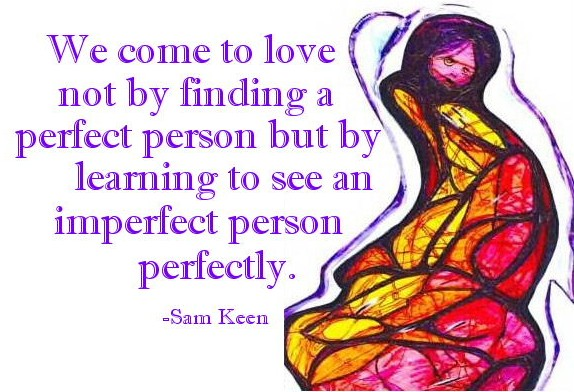 We come to love
not by finding a
perfect person but by
learning to see an
imperfect person
perfectly.
-Sam Keen